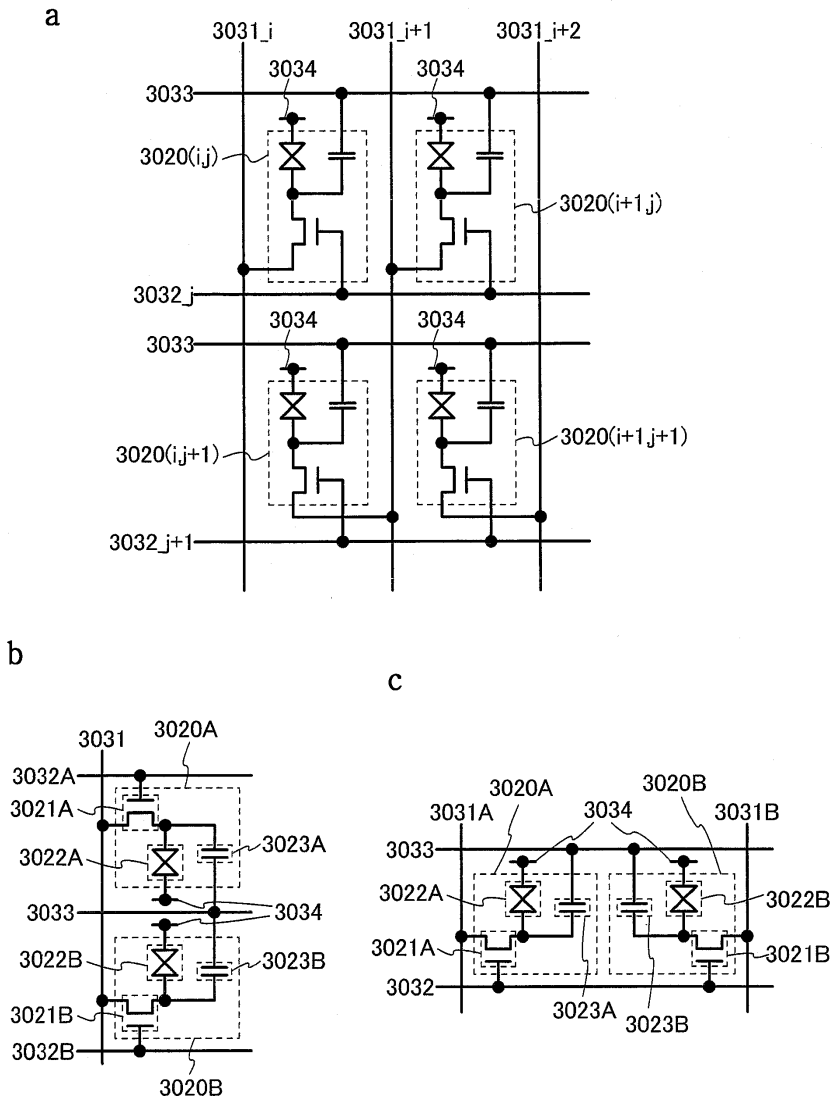 a
3031_i 3031_i+1 3031_i+2
3034 3034
3033
3020(i,j)
3020(i+1,j)
3032_j
3034 3034
3033
3020(i,j+1) 3020(i+1,j+1)
3032_j+1
b
3020A
3031
3032A
3021A
3023A
3022A
3033 3034
3022B 3023B
3021B
3032B
3020B
c
3020A 3020B
3031A 3034 3031B
3033
3022A 3022B
3021A 3021B
3032
3023A
3023B